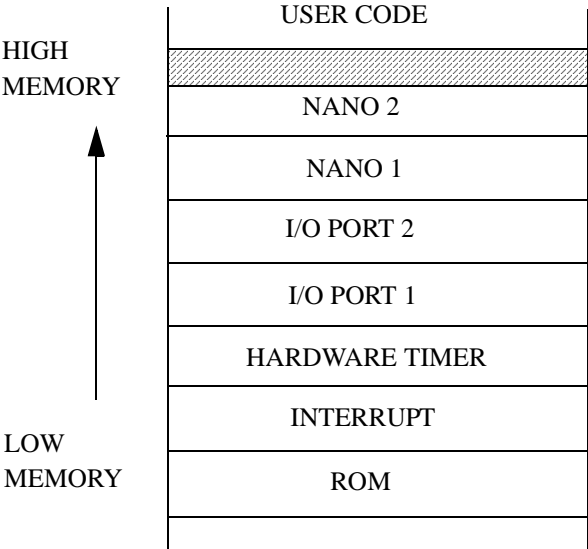 USER CODE
HIGH
MEMORY
NANO 2
NANO 1
I/O PORT 2
I/O PORT 1
HARDWARE TIMER
INTERRUPT
LOW
MEMORY
ROM